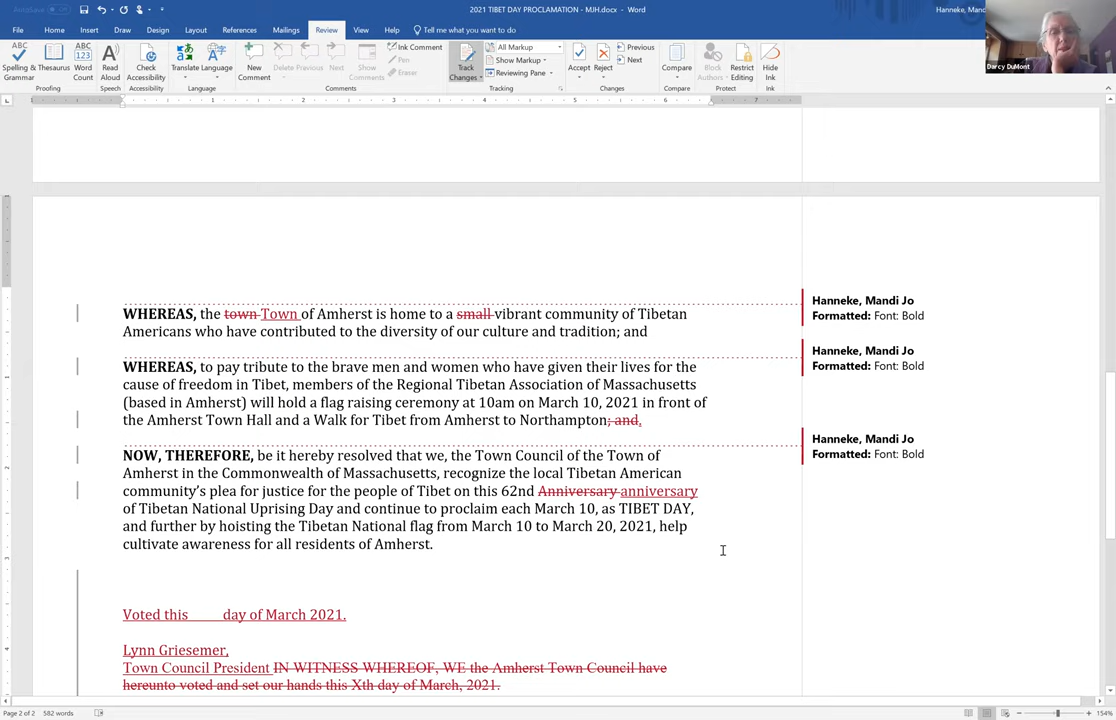 AutoSave Off
2021 TIBET DAY PROCLAMATION - MJH.docx - Word
Hanneke, Mand
File Home Insert Draw Design Layout References Mailings Review View Help Tell me what you want to do
Spelling & Grammar
Thesaurus
Word Count
Proofing
Read Aloud
Speech
Check Accessibility
Accessibility
Translate
Language
Language
New Comment
Delete
Previous
Next
Show Comments
Ink Comment
Pen
Eraser
Comments
Track Changes
All Markup
Show Markup
Reviewing Pane
Tracking
Accept
Reject
Previous
Next
Changes
Compare
Compare
Block Authors
Restrict Editing
Protect
Hide Ink
Ink
Darcy DuMont
1 2 3 4 5 6 7
WHEREAS, the town Town of Amherst is home to a small vibrant community of Tibetan
Americans who have contributed to the diversity of our culture and tradition; and
WHEREAS, to pay tribute to the brave men and women who have given their lives for the
cause of freedom in Tibet, members of the Regional Tibetan Association of Massachusetts
(based in Amherst) will hold a flag raising ceremony at 10am on March 10, 2021 in front of
the Amherst Town Hall and a Walk for Tibet from Amherst to Northampton; and.
NOW, THEREFORE, be it hereby resolved that we, the Town Council of the Town of
Amherst in the Commonwealth of Massachusetts, recognize the local Tibetan American
community's plea for justice for the people of Tibet on this 62nd Anniversary anniversary
of Tibetan National Uprising Day and continue to proclaim each March 10, as TIBET DAY,
and further by hoisting the Tibetan National flag from March 10 to March 20, 2021, help
cultivate awareness for all residents of Amherst.
Voted this ____ day of March 2021.
Lynn Griesemer,
Town Council President IN WITNESS WHEREOF, WE the Amherst Town Council have
hereunto voted and set our hands this Xth day of March, 2021.
Hanneke, Mandi Jo
Formatted: Font: Bold
Hanneke, Mandi Jo
Formatted: Font: Bold
Hanneke, Mandi Jo
Formatted: Font: Bold
Page 2 of 2 582 words
154%